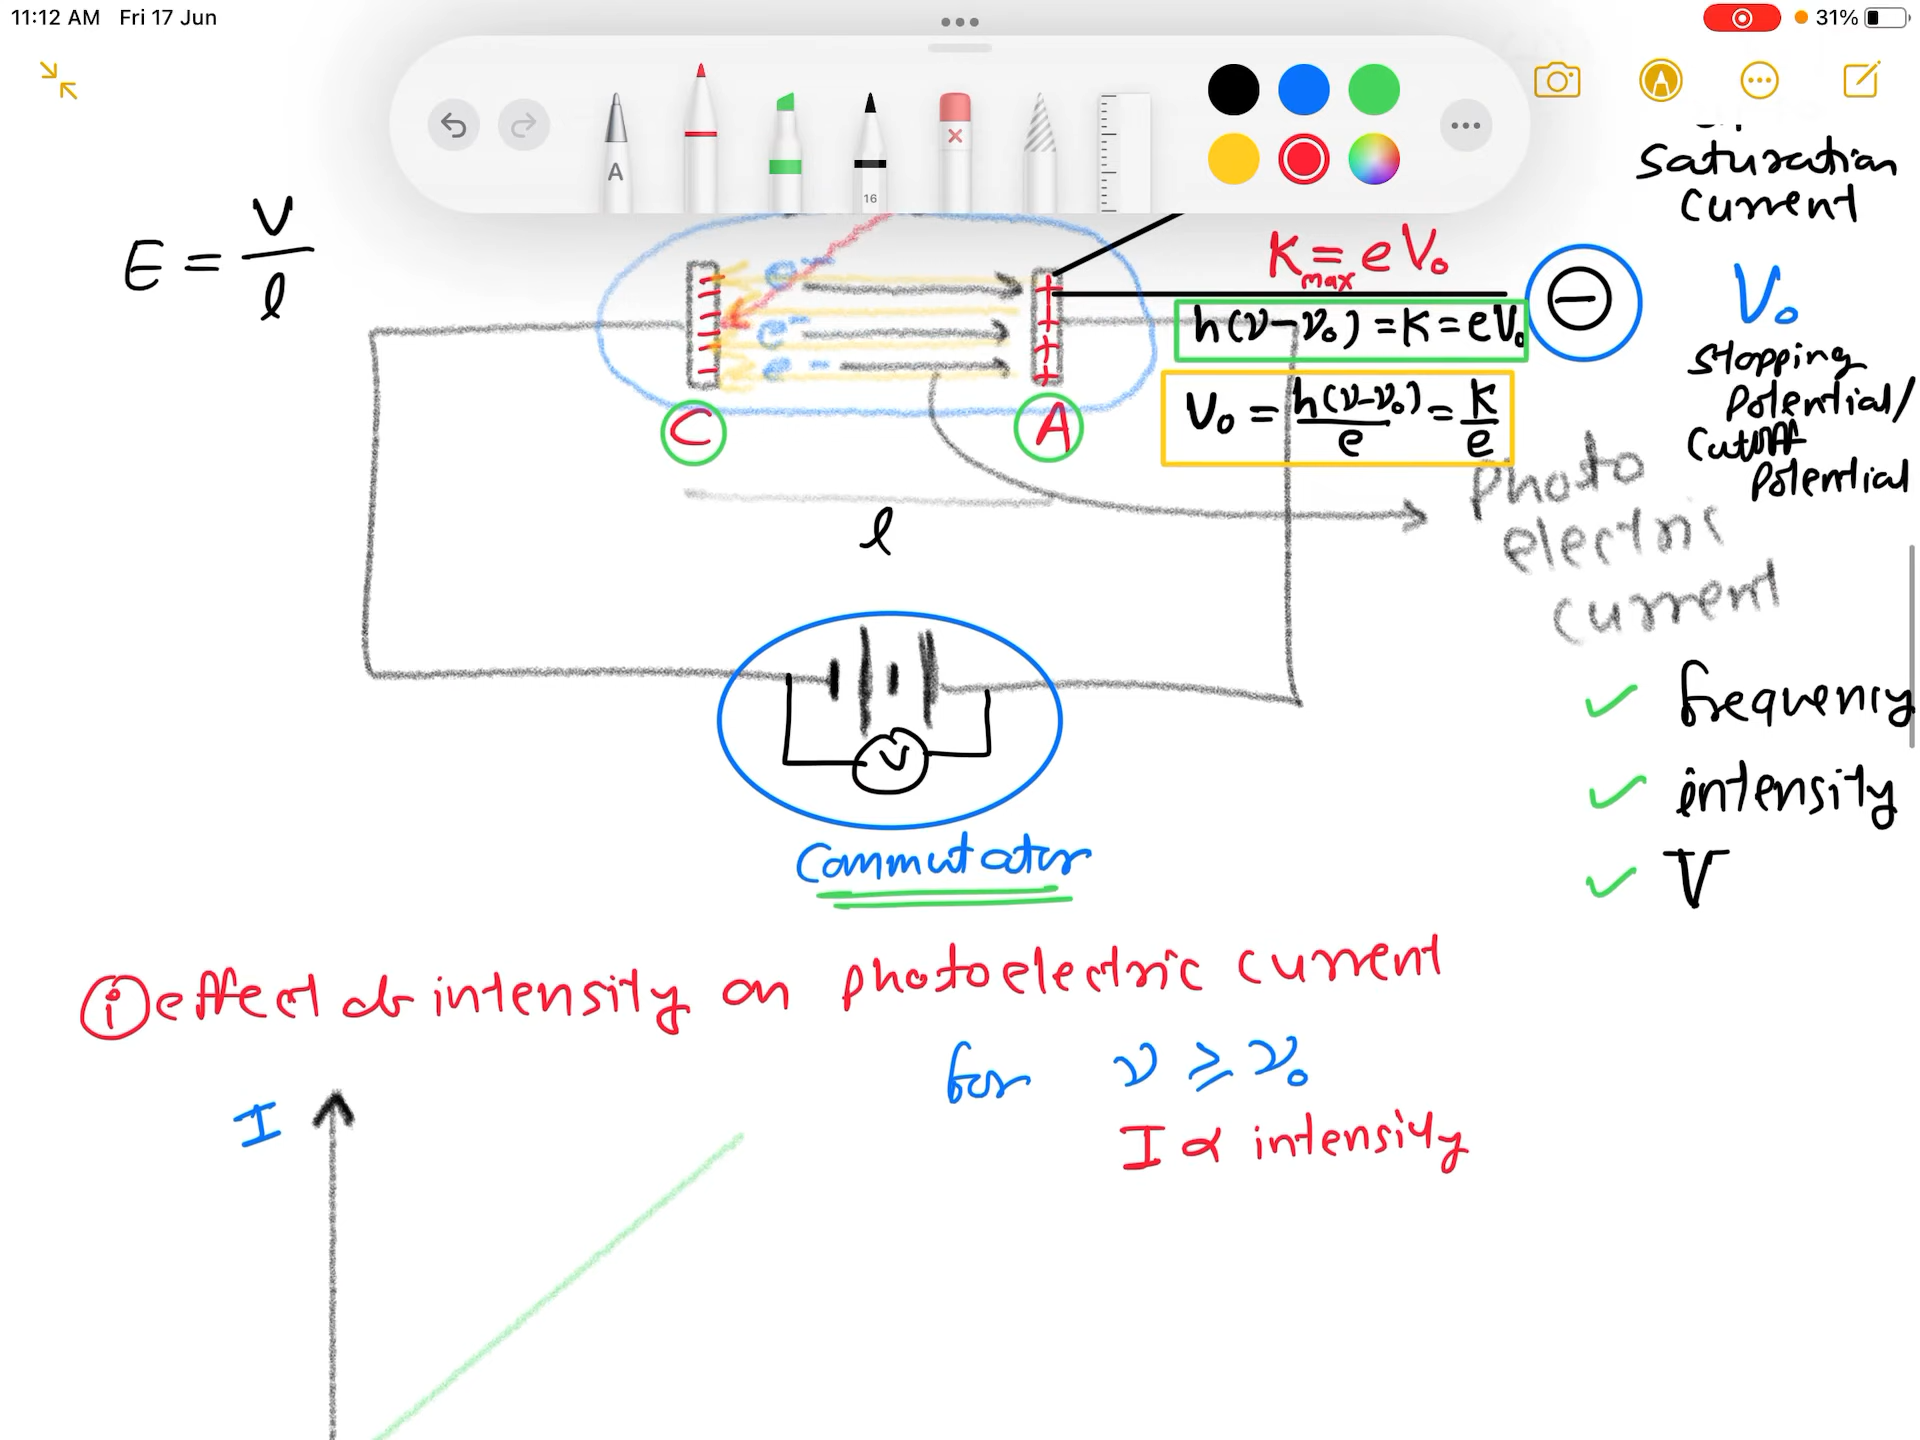 11:12 AM Fri 17 Jun
31%
A
16
Saturation
Current
E = V/l
K max = eV₀
h(ν-ν₀) = K = eV₀
V₀ = h(ν-ν₀)/e = K/e
V₀
Stopping
Potential/
Cutoff
Potential
e⁻
e⁻
e⁻
C
A
l
Photo
electric
current
V
Commutator
frequency
intensity
V
(i) effect of intensity on photoelectric current
for ν ≥ ν₀
I ∝ intensity
I